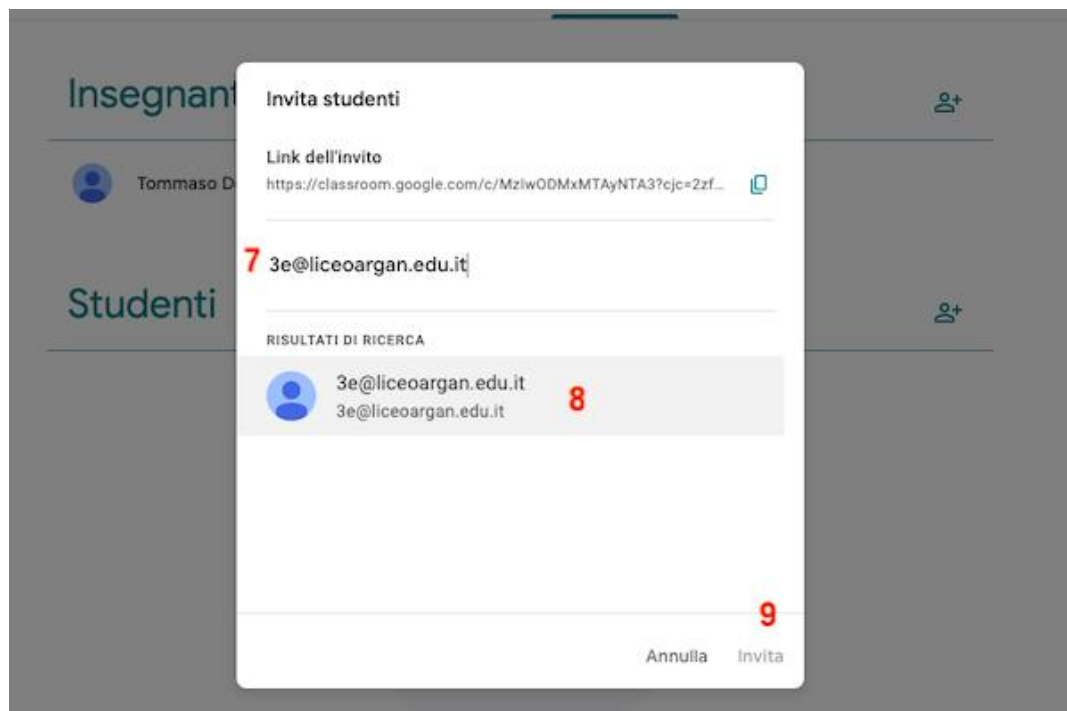 Insegnant
Tommaso D
Studenti
Invita studenti
Link dell'invito
https://classroom.google.com/c/MzIwODMxMTAyNTA3?cjc=2zf…
7 3e@liceoargan.edu.it
RISULTATI DI RICERCA
3e@liceoargan.edu.it
8
3e@liceoargan.edu.it
9
Annulla Invita